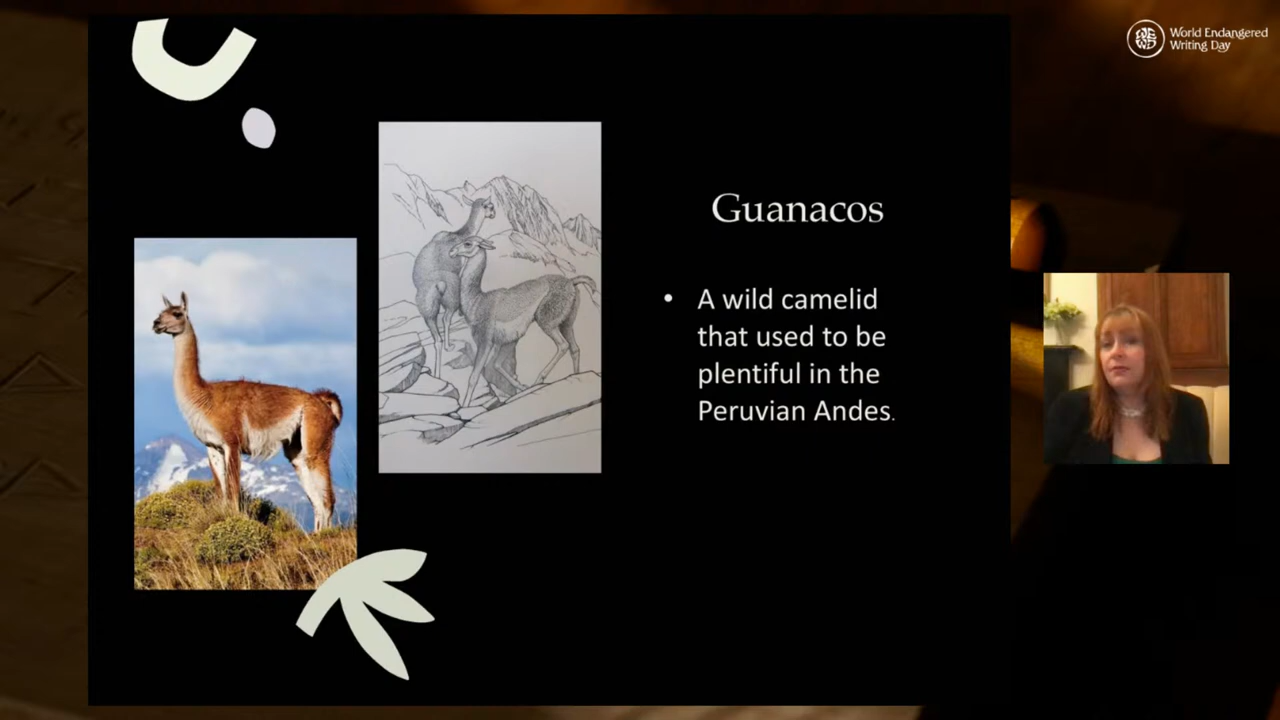 World Endangered
Writing Day
Guanacos
• A wild camelid
that used to be
plentiful in the
Peruvian Andes.